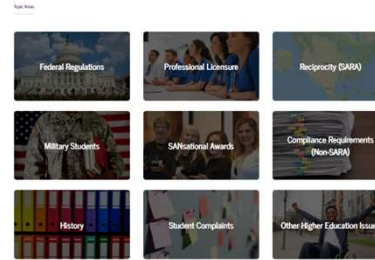 Topic Areas
Federal Regulations
Professional Licensure
Reciprocity (SARA)
Military Students
SANsational Awards
Compliance Requirements
(Non-SARA)
History
Student Complaints
Other Higher Education Issue